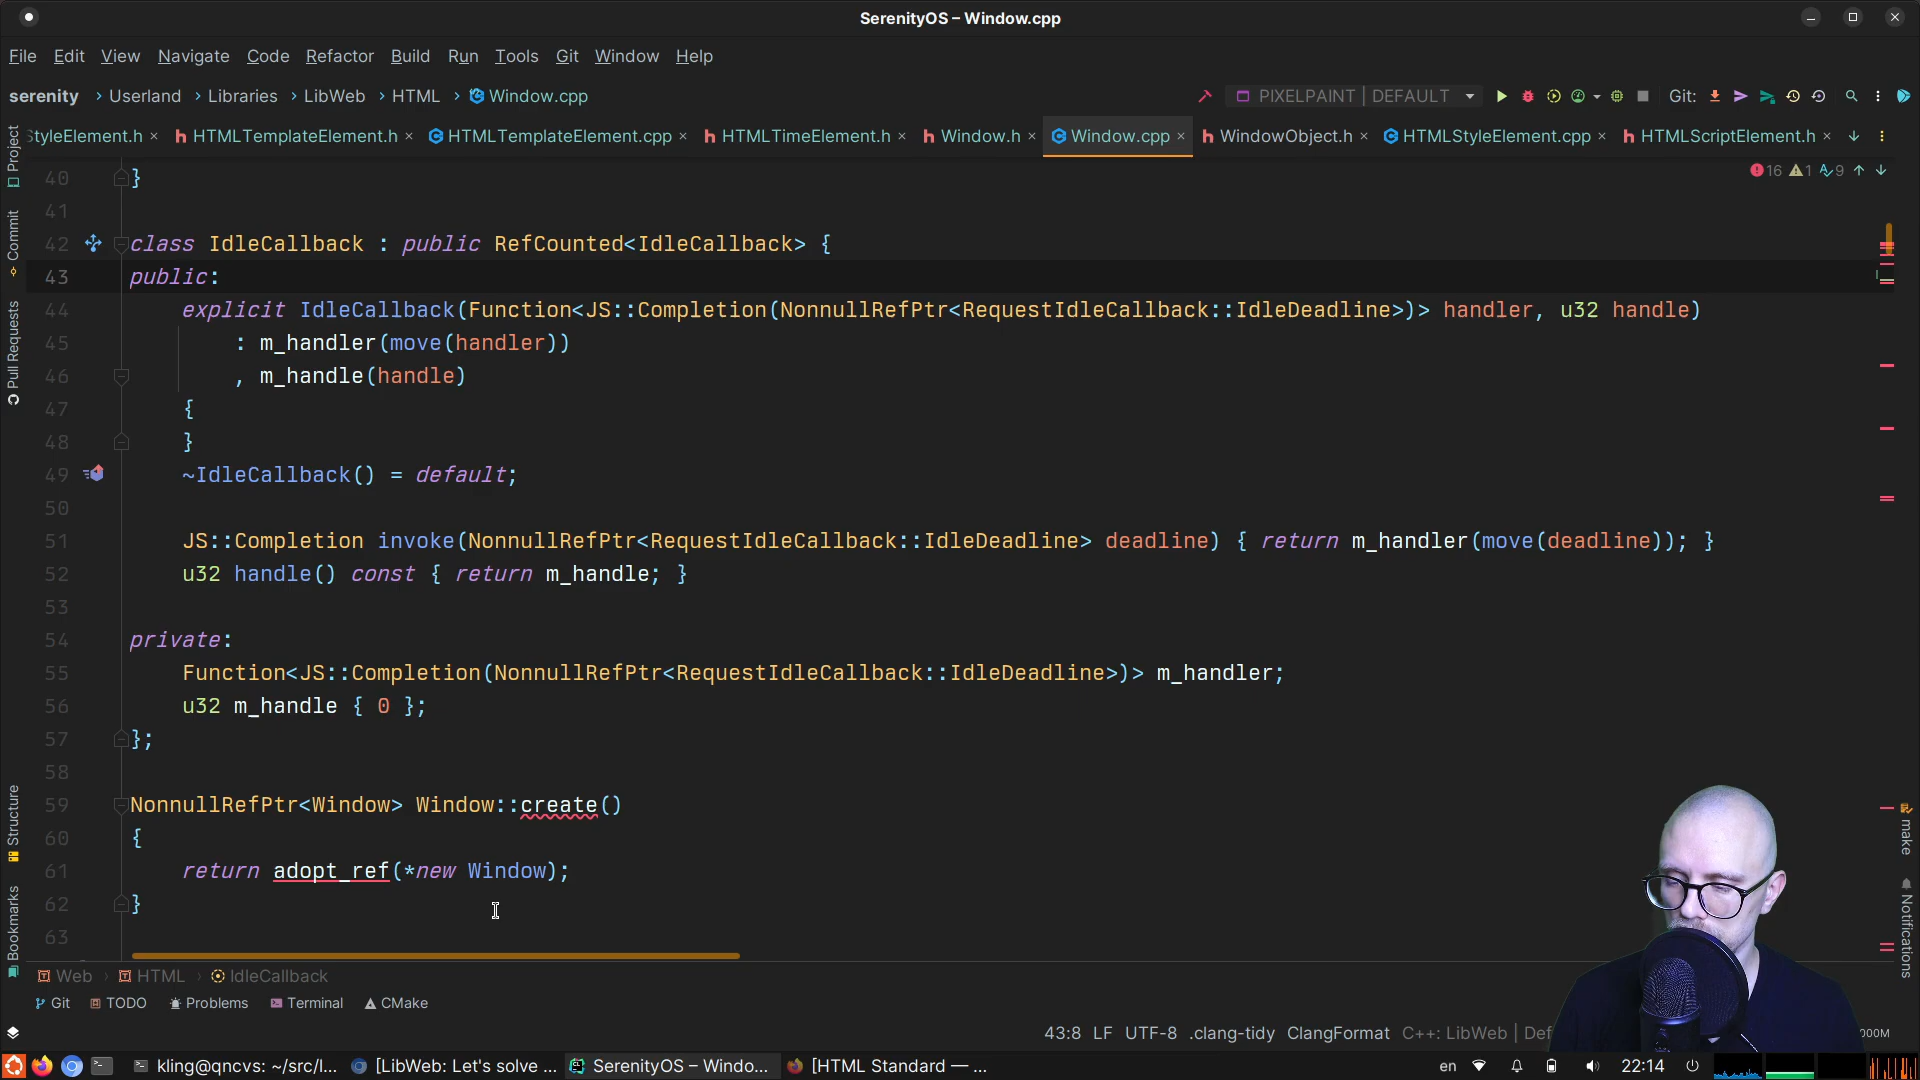 SerenityOS – Window.cpp
File Edit View Navigate Code Refactor Build Run Tools Git Window Help
serenity › Userland › Libraries › LibWeb › HTML › Window.cpp PIXELPAINT | DEFAULT Git:
StyleElement.h × HTMLTemplateElement.h × HTMLTemplateElement.cpp × HTMLTimeElement.h × Window.h × Window.cpp × WindowObject.h × HTMLStyleElement.cpp × HTMLScriptElement.h ×
16 1 9
Project
Commit
Pull Requests
Structure
Bookmarks
make
Notifications
40 }
41
42 class IdleCallback : public RefCounted<IdleCallback> {
43 public:
44     explicit IdleCallback(Function<JS::Completion(NonnullRefPtr<RequestIdleCallback::IdleDeadline>)> handler, u32 handle)
45         : m_handler(move(handler))
46         , m_handle(handle)
47     {
48     }
49     ~IdleCallback() = default;
50
51     JS::Completion invoke(NonnullRefPtr<RequestIdleCallback::IdleDeadline> deadline) { return m_handler(move(deadline)); }
52     u32 handle() const { return m_handle; }
53
54 private:
55     Function<JS::Completion(NonnullRefPtr<RequestIdleCallback::IdleDeadline>)> m_handler;
56     u32 m_handle { 0 };
57 };
58
59 NonnullRefPtr<Window> Window::create()
60 {
61     return adopt_ref(*new Window);
62 }
63
Web › HTML › IdleCallback
Git TODO Problems Terminal CMake
43:8 LF UTF-8 .clang-tidy ClangFormat C++: LibWeb | Def 000M
kling@qncvs: ~/src/l... [LibWeb: Let's solve ... SerenityOS – Windo... [HTML Standard — ... en 22:14